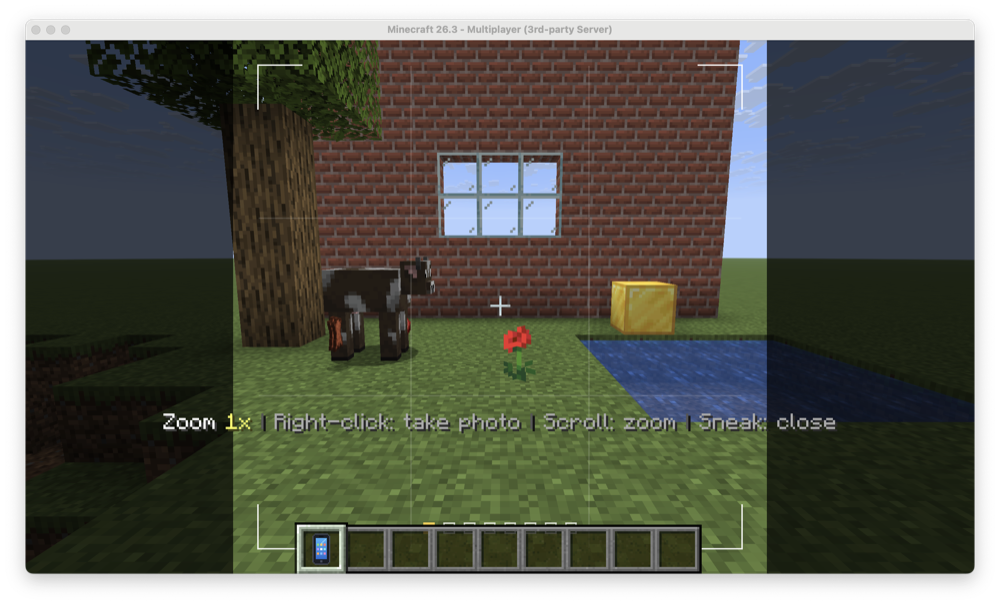 Minecraft 26.3 - Multiplayer (3rd-party Server)
Zoom 1x | Right-click: take photo | Scroll: zoom | Sneak: close